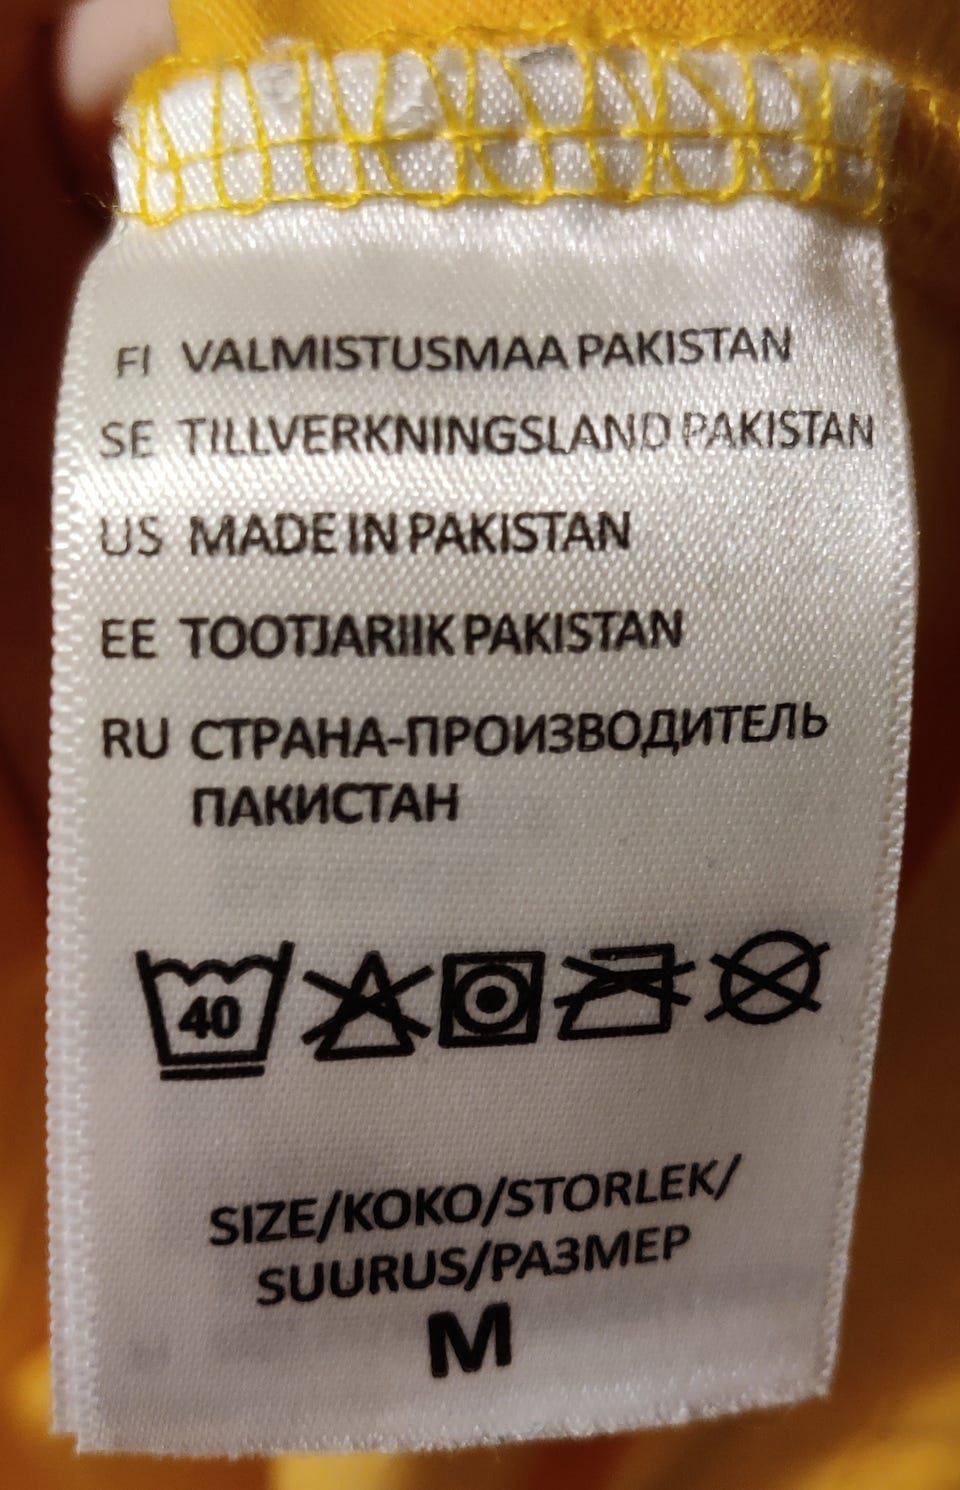 FI VALMISTUSMAA PAKISTAN
SE TILLVERKNINGSLAND PAKISTAN
US MADE IN PAKISTAN
EE TOOTJARIIK PAKISTAN
RU СТРАНА-ПРОИЗВОДИТЕЛЬ
ПАКИСТАН
40
SIZE/KOKO/STORLEK/
SUURUS/РАЗМЕР
M